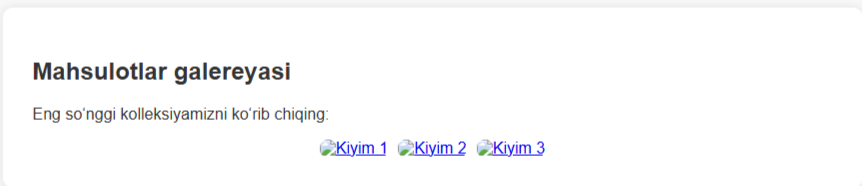 Mahsulotlar galereyasi
Eng so‘nggi kolleksiyamizni ko‘rib chiqing:
Kiyim 1 Kiyim 2 Kiyim 3